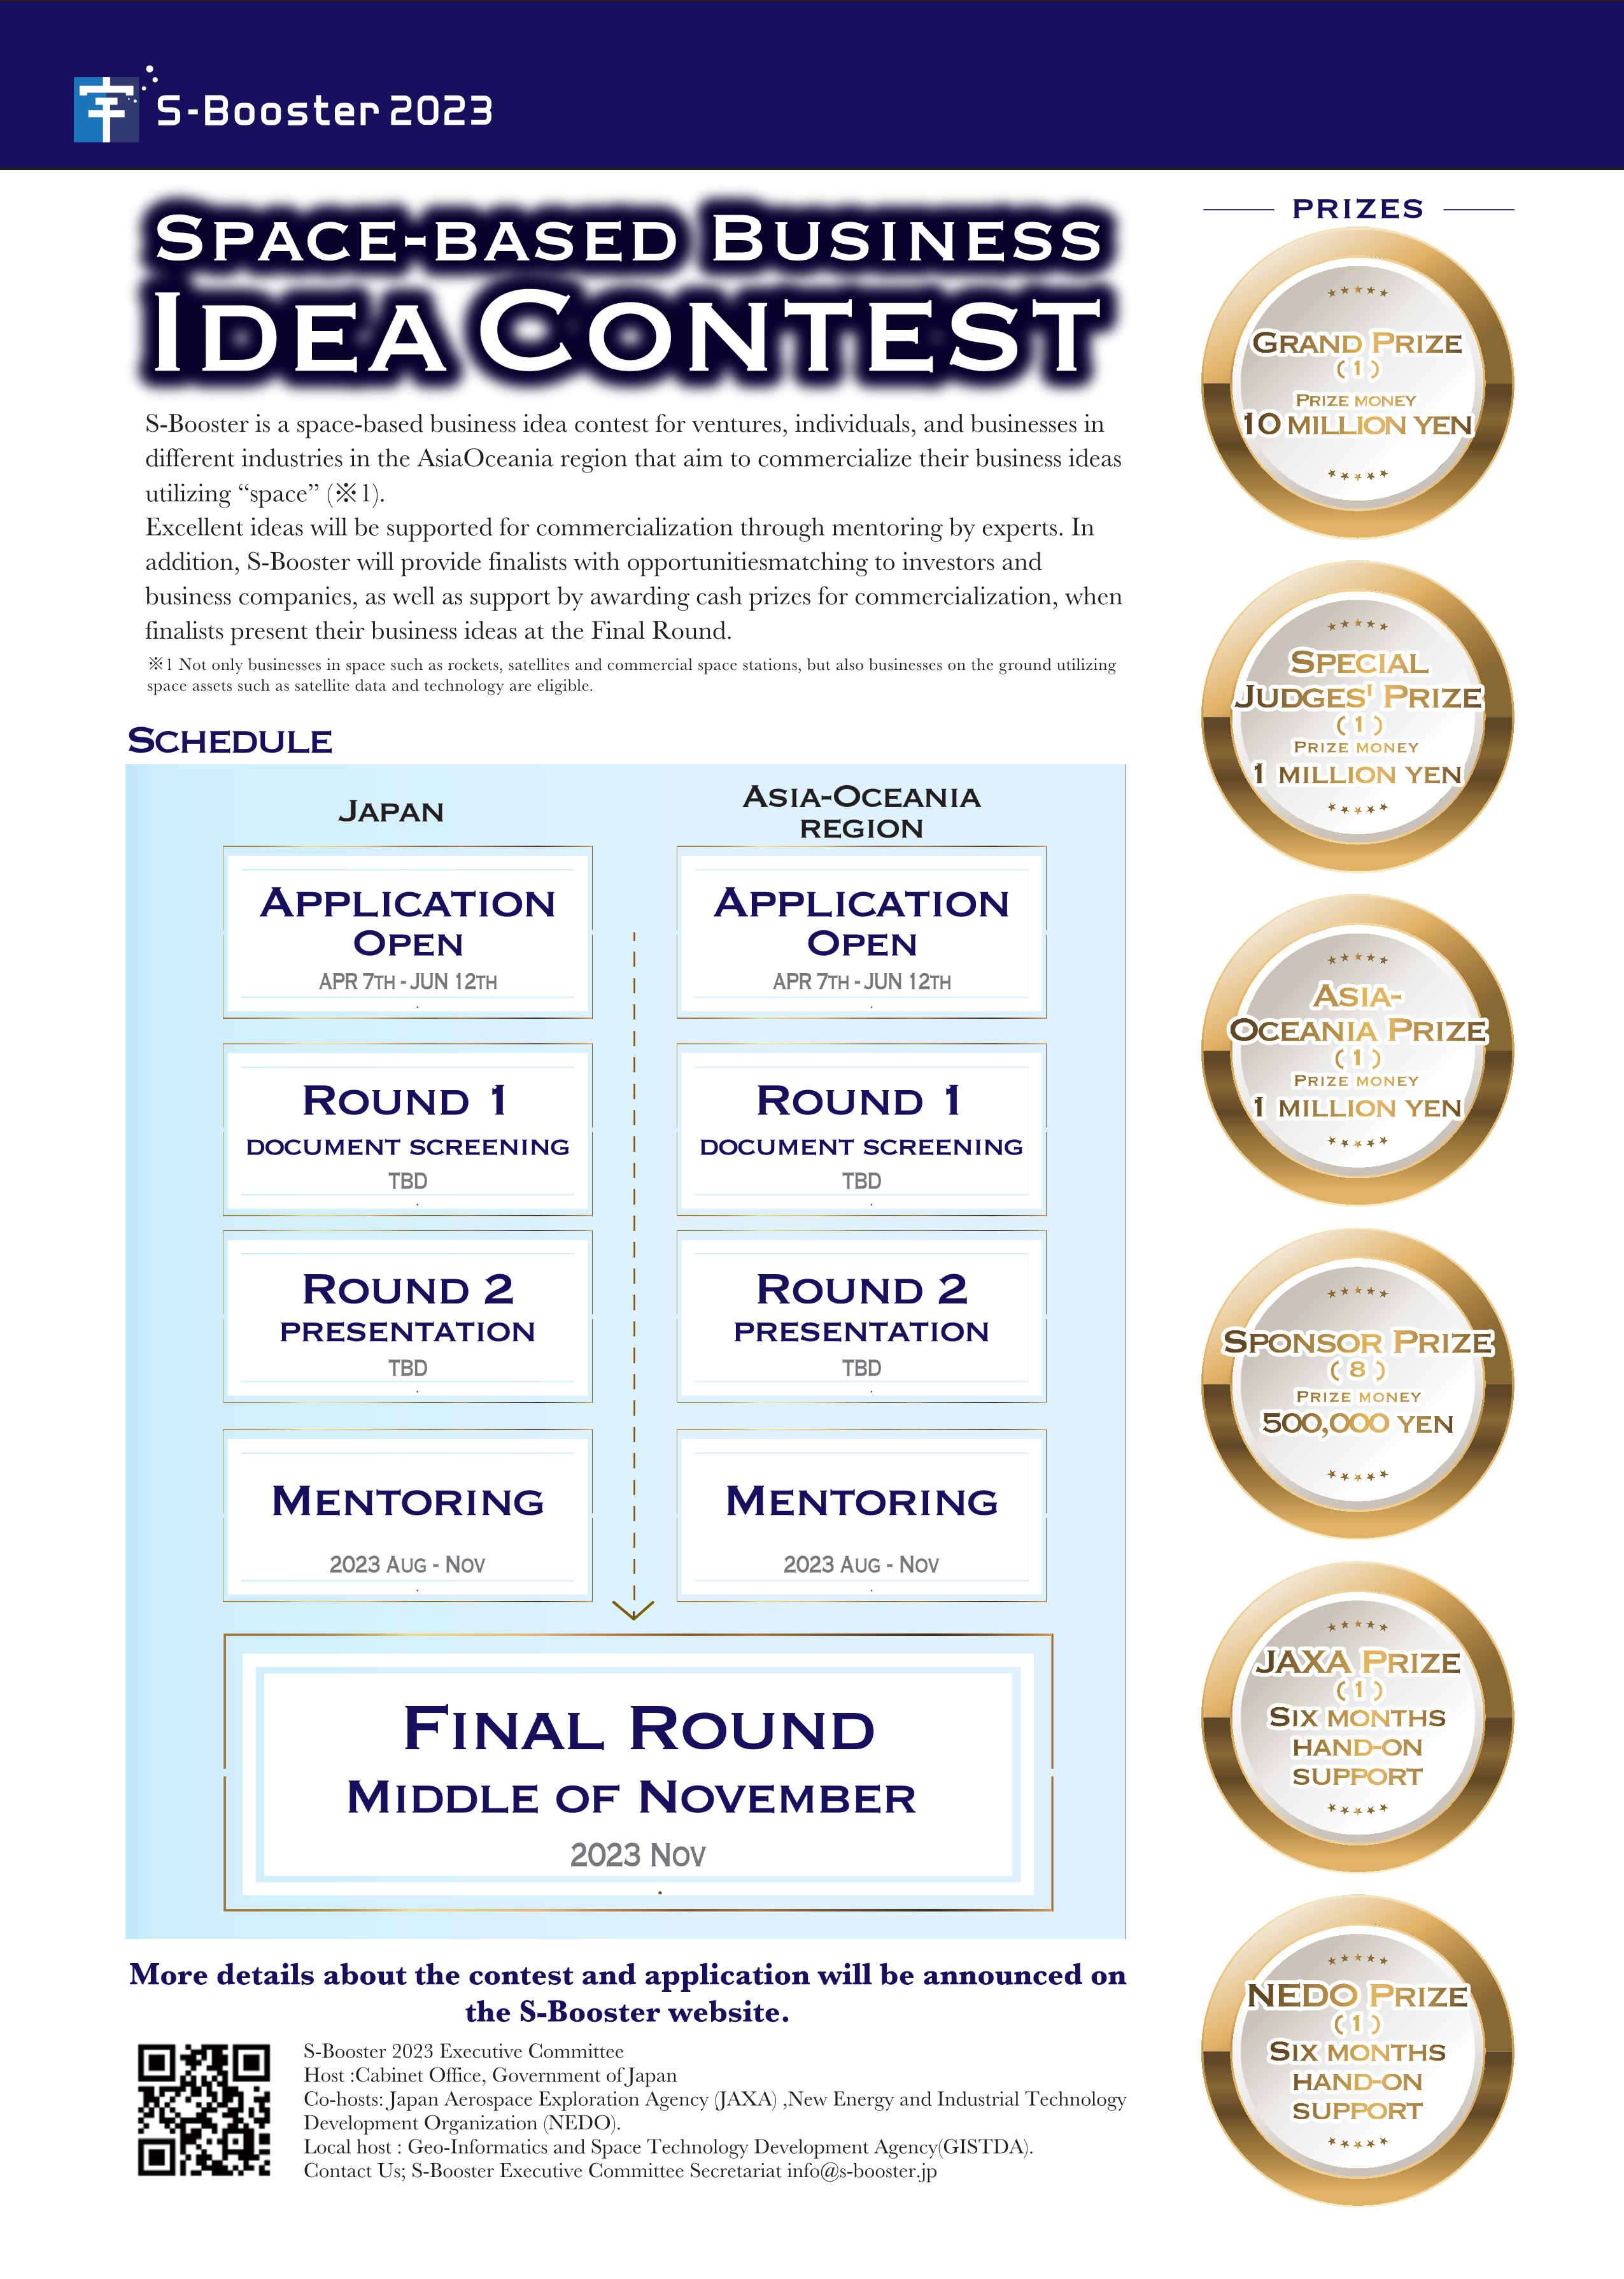 S-Booster 2023
SPACE-BASED BUSINESS
IDEA CONTEST
S-Booster is a space-based business idea contest for ventures, individuals, and businesses in
different industries in the AsiaOceania region that aim to commercialize their business ideas
utilizing “space” (※1).
Excellent ideas will be supported for commercialization through mentoring by experts. In
addition, S-Booster will provide finalists with opportunitiesmatching to investors and
business companies, as well as support by awarding cash prizes for commercialization, when
finalists present their business ideas at the Final Round.
※1 Not only businesses in space such as rockets, satellites and commercial space stations, but also businesses on the ground utilizing
space assets such as satellite data and technology are eligible.
SCHEDULE
JAPAN
APPLICATION
OPEN
APR 7TH - JUN 12TH
ROUND 1
DOCUMENT SCREENING
TBD
ROUND 2
PRESENTATION
TBD
MENTORING
2023 AUG - NOV
ASIA-OCEANIA
REGION
APPLICATION
OPEN
APR 7TH - JUN 12TH
ROUND 1
DOCUMENT SCREENING
TBD
ROUND 2
PRESENTATION
TBD
MENTORING
2023 AUG - NOV
FINAL ROUND
MIDDLE OF NOVEMBER
2023 NOV
More details about the contest and application will be announced on
the S-Booster website.
S-Booster 2023 Executive Committee
Host :Cabinet Office, Government of Japan
Co-hosts: Japan Aerospace Exploration Agency (JAXA) ,New Energy and Industrial Technology
Development Organization (NEDO).
Local host : Geo-Informatics and Space Technology Development Agency(GISTDA).
Contact Us; S-Booster Executive Committee Secretariat info@s-booster.jp
PRIZES
GRAND PRIZE
( 1 )
PRIZE MONEY
10 MILLION YEN
SPECIAL
JUDGES' PRIZE
( 1 )
PRIZE MONEY
1 MILLION YEN
ASIA-
OCEANIA PRIZE
( 1 )
PRIZE MONEY
1 MILLION YEN
SPONSOR PRIZE
( 8 )
PRIZE MONEY
500,000 YEN
JAXA PRIZE
( 1 )
SIX MONTHS
HAND-ON
SUPPORT
NEDO PRIZE
( 1 )
SIX MONTHS
HAND-ON
SUPPORT